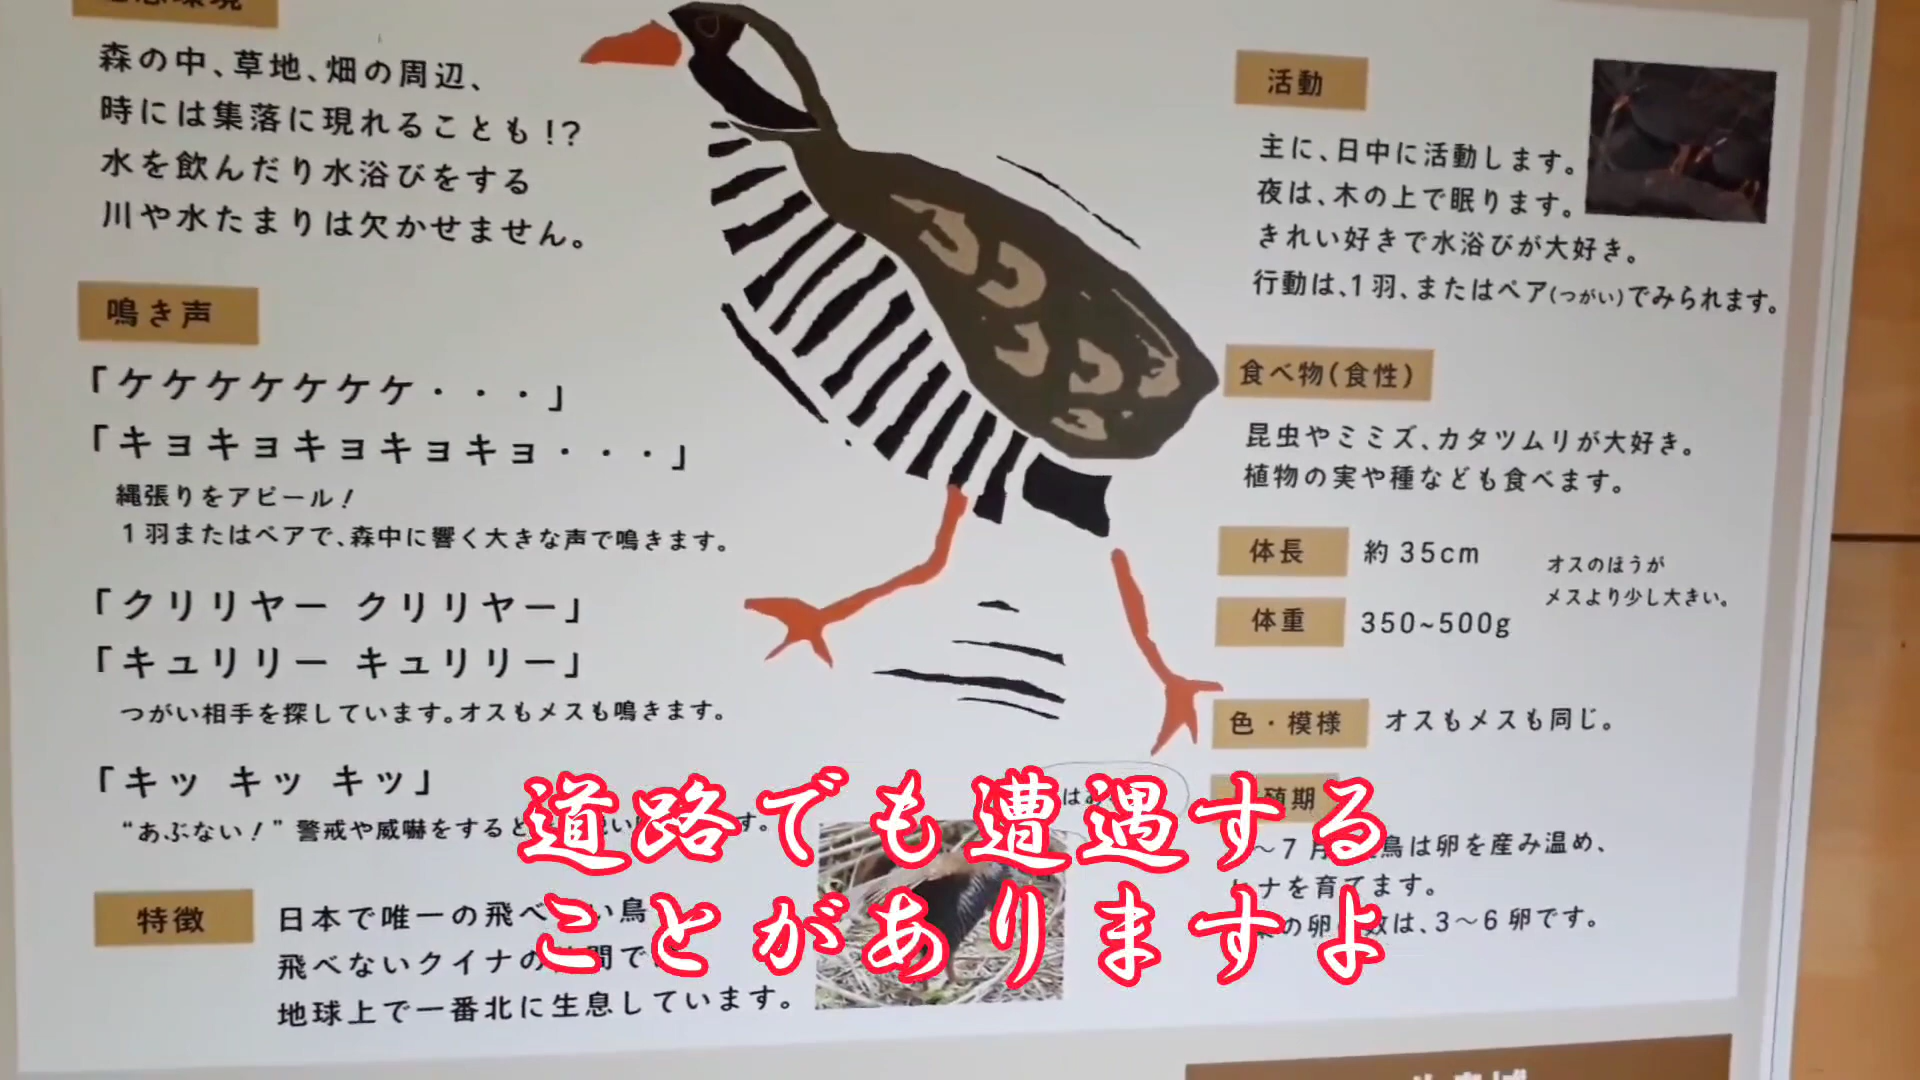 森の中、草地、畑の周辺、
時には集落に現れることも!?
水を飲んだり水浴びをする
川や水たまりは欠かせません。
鳴き声
「ケケケケケケケ・・・」
「キョキョキョキョキョ・・・」
縄張りをアピール!
1羽またはペアで、森中に響く大きな声で鳴きます。
「クリリヤー クリリヤー」
「キュリリー キュリリー」
つがい相手を探しています。オスもメスも鳴きます。
「キッ キッ キッ」
“あぶない!”警戒や威嚇をすると
特徴
日本で唯一の飛べ い鳥
飛べないクイナの 間で
地球上で一番北に生息しています。
活動
主に、日中に活動します。
夜は、木の上で眠ります。
きれい好きで水浴びが大好き。
行動は、1羽、またはペア(つがい)でみられます。
食べ物(食性)
昆虫やミミズ、カタツムリが大好き。
植物の実や種なども食べます。
体長 約35cm
体重 350~500g
オスのほうが
メスより少し大きい。
色・模様 オスもメスも同じ。
殖期
～7月 鳥は卵を産み温め、
ヒナを育てます。
の卵 数は、3～6卵です。
道路でも遭遇する
ことがありますよ